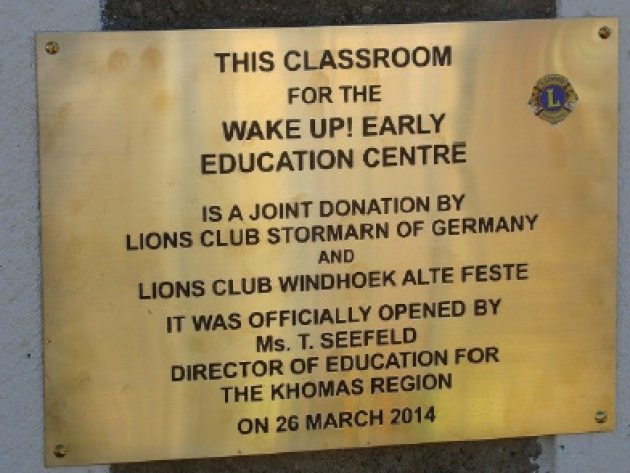 THIS CLASSROOM
FOR THE
WAKE UP! EARLY
EDUCATION CENTRE
IS A JOINT DONATION BY
LIONS CLUB STORMARN OF GERMANY
AND
LIONS CLUB WINDHOEK ALTE FESTE
IT WAS OFFICIALLY OPENED BY
Ms. T. SEEFELD
DIRECTOR OF EDUCATION FOR
THE KHOMAS REGION
ON 26 MARCH 2014
L